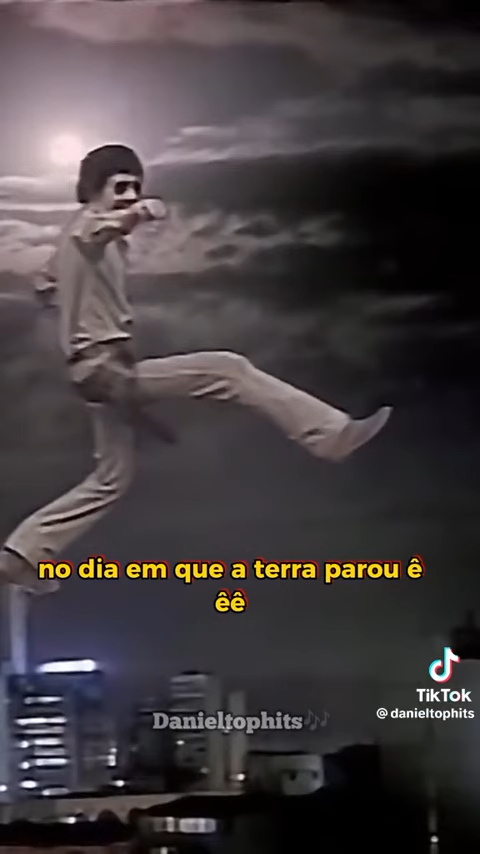 no dia em que a terra parou ê
êê
TikTok
@danieltophits
Danieltophits🎶